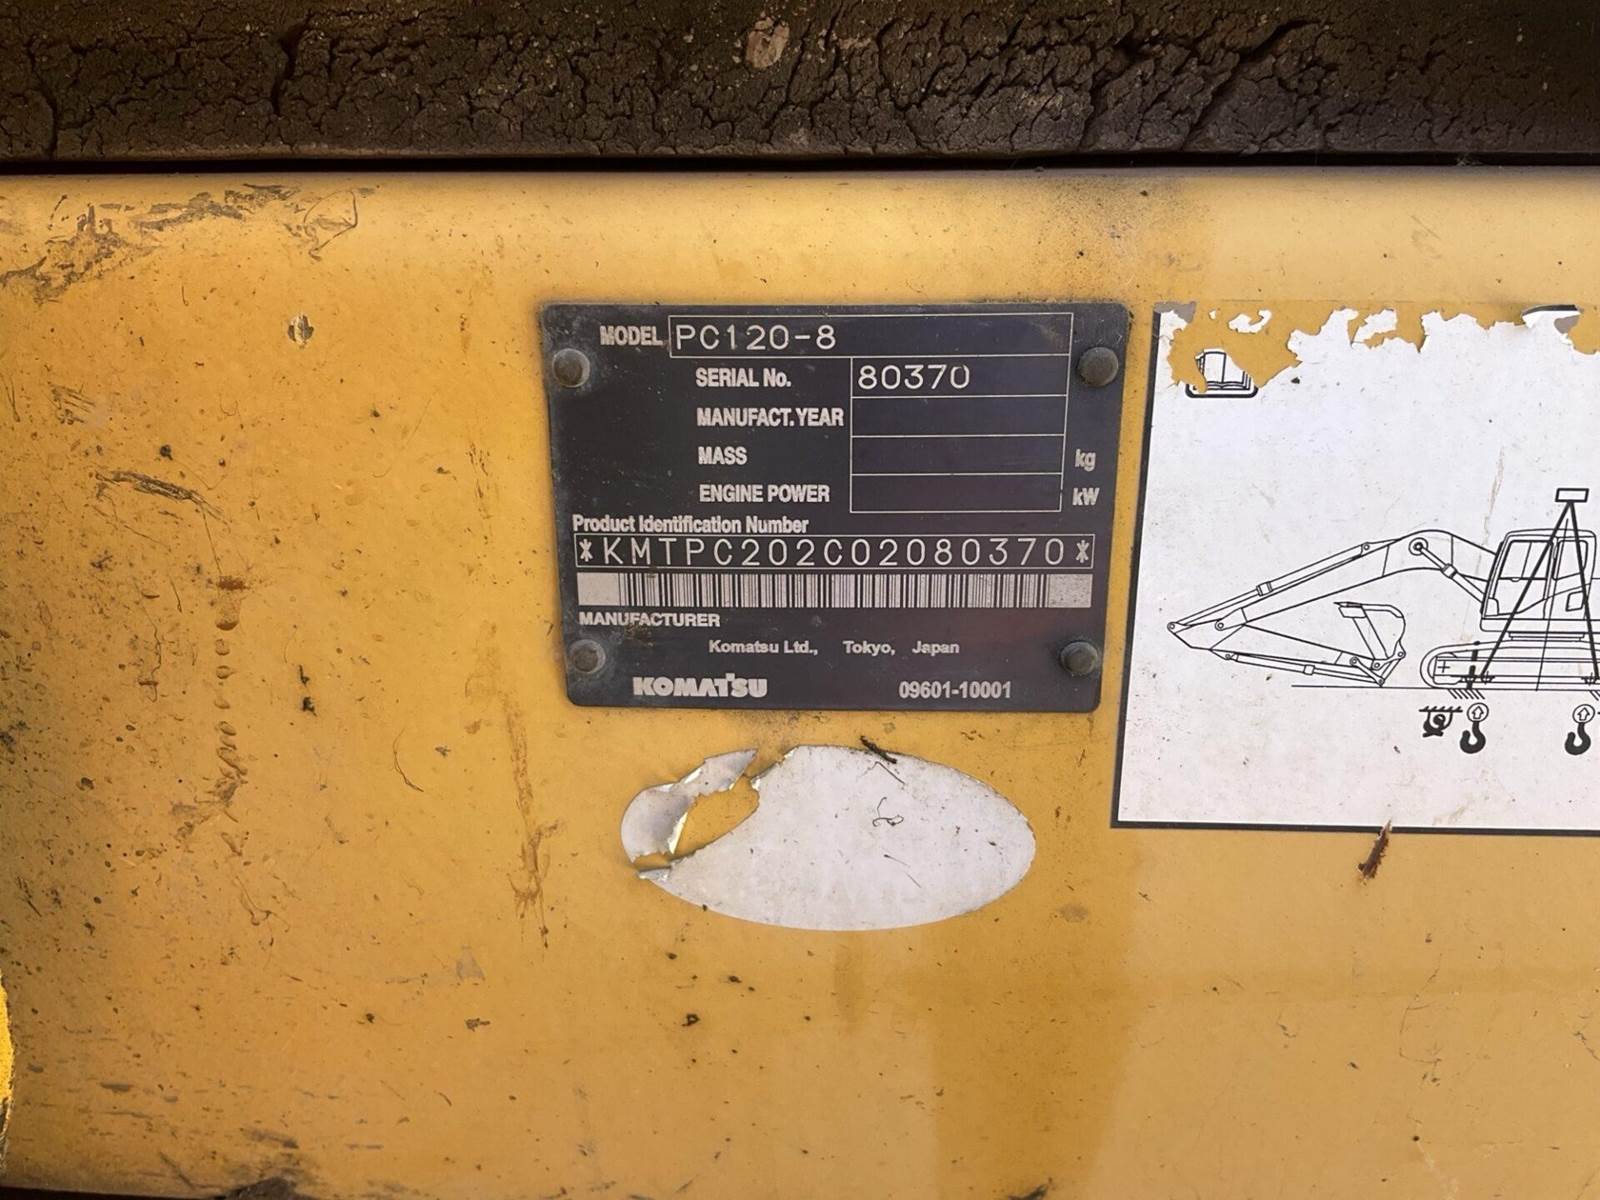 MODEL PC120-8
SERIAL No. 80370
MANUFACT.YEAR
MASS kg
ENGINE POWER kW
Product Identification Number
*KMTPC202C02080370*
MANUFACTURER
Komatsu Ltd., Tokyo, Japan
KOMATSU 09601-10001